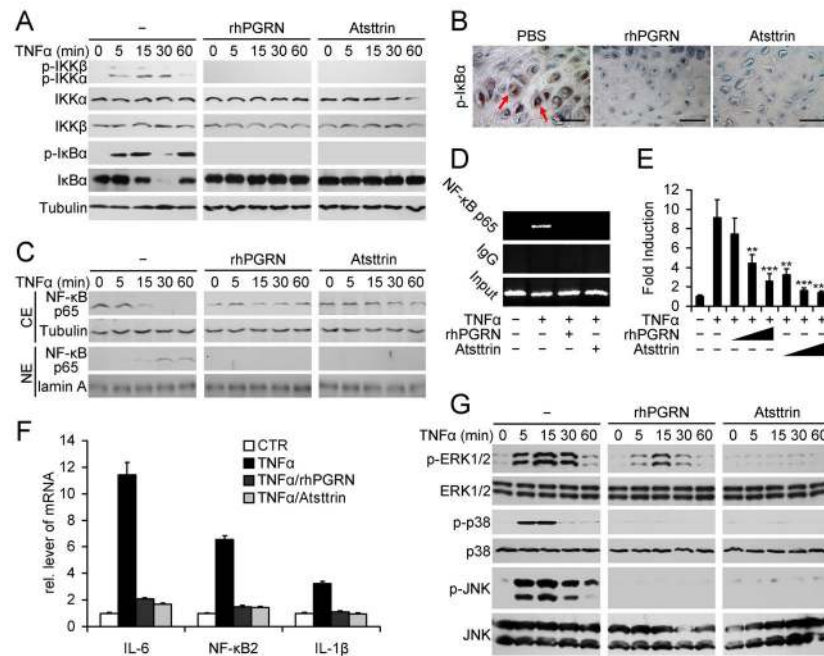 A
– rhPGRN Atsttrin
TNFα (min) 0 5 15 30 60 0 5 15 30 60 0 5 15 30 60
p-IKKβ
p-IKKα
IKKα
IKKβ
p-IκBα
IκBα
Tubulin
B
PBS rhPGRN Atsttrin
p-IκBα
C
– rhPGRN Atsttrin
TNFα (min) 0 5 15 30 60 0 5 15 30 60 0 5 15 30 60
CE
NF-κB
p65
Tubulin
NE
NF-κB
p65
lamin A
D
NF-κB
p65
IgG
Input
TNFα – + + +
rhPGRN – – + –
Atsttrin – – – +
E
Fold Induction
12
10
8
6
4
2
0
** *** ** *** **
TNFα – + + + + + + +
rhPGRN – – – – –
Atsttrin – – – – –
F
rel. lever of mRNA
14
12
10
8
6
4
2
0
CTR
TNFα
TNFα/rhPGRN
TNFα/Atsttrin
IL-6 NF-κB2 IL-1β
G
– rhPGRN Atsttrin
TNFα (min) 0 5 15 30 60 0 5 15 30 60 0 5 15 30 60
p-ERK1/2
ERK1/2
p-p38
p38
p-JNK
JNK